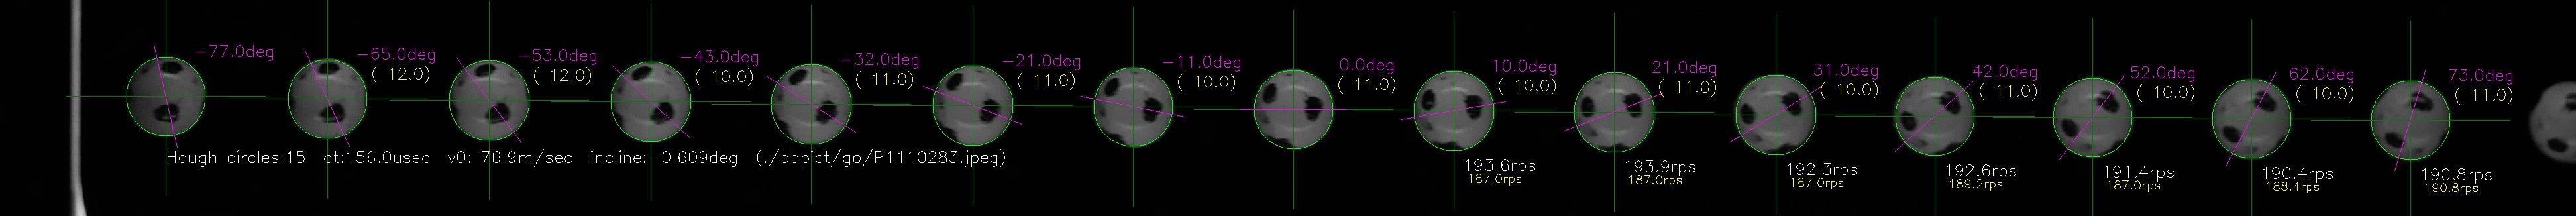 -77.0deg
-65.0deg
( 12.0)
-53.0deg
( 12.0)
-43.0deg
( 10.0)
-32.0deg
( 11.0)
-21.0deg
( 11.0)
-11.0deg
( 10.0)
0.0deg
( 11.0)
10.0deg
( 10.0)
21.0deg
( 11.0)
31.0deg
( 10.0)
42.0deg
( 11.0)
52.0deg
( 10.0)
62.0deg
( 10.0)
73.0deg
( 11.0)
Hough circles:15 dt:156.0usec v0: 76.9m/sec incline:-0.609deg (./bbpict/go/P1110283.jpeg)
193.6rps
187.0rps
193.9rps
187.0rps
192.3rps
187.0rps
192.6rps
189.2rps
191.4rps
187.0rps
190.4rps
188.4rps
190.8rps
190.8rps